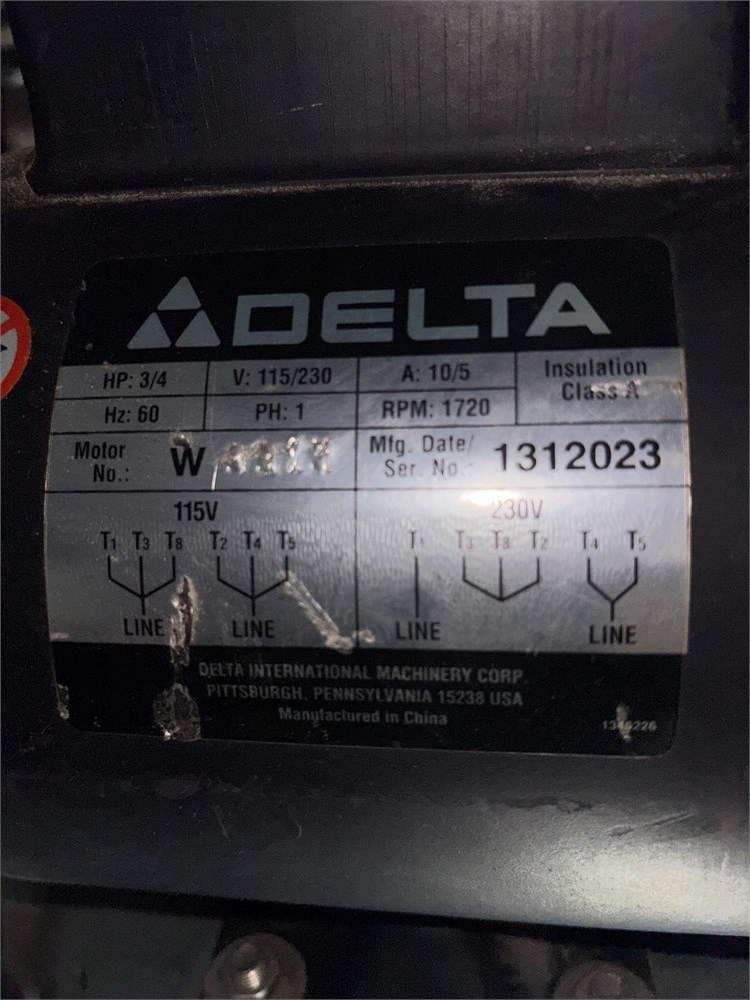 DELTA
HP: 3/4 V: 115/230 A: 10/5 Insulation
Class A
Hz: 60 PH: 1 RPM: 1720
Motor
No.: W
Mfg. Date/
Ser. No.: 1312023
115V 230V
T1 T3 T8 T2 T4 T5 T1 T3 T8 T2 T4 T5
LINE LINE LINE LINE
DELTA INTERNATIONAL MACHINERY CORP.
PITTSBURGH, PENNSYLVANIA 15238 USA
Manufactured in China